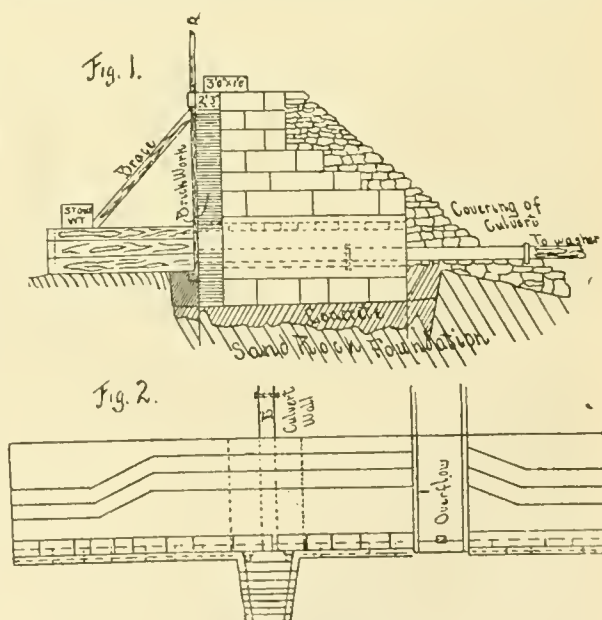 Fig. 1.
3'0"X1'6"
2'3"
Brace
Brick Work
STONE
WT
Covering of
Culvert
To washer
Concrete
Sand Rock Foundation
Fig. 2.
Culvert
Wall
Overflow